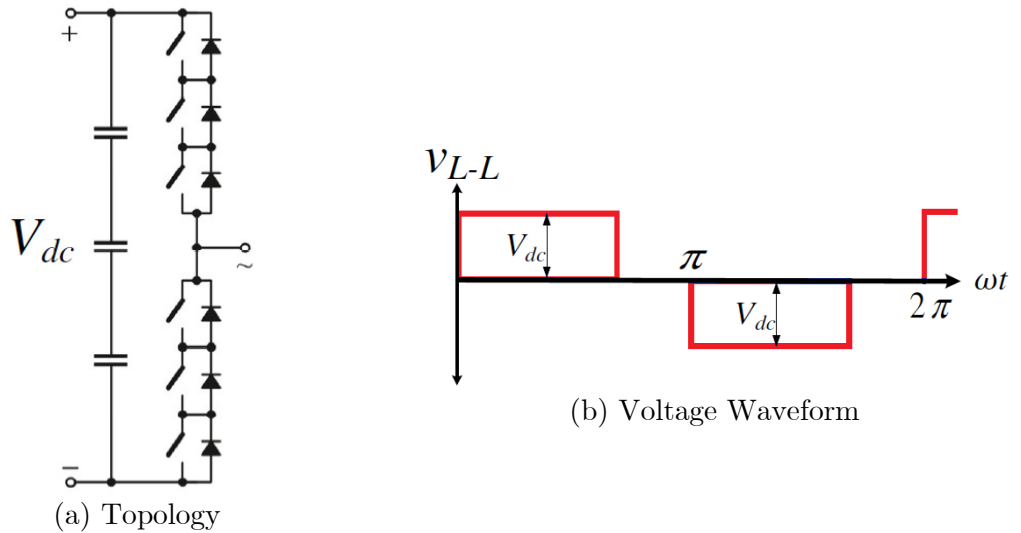 +
V_dc
−
~
(a) Topology
v_L-L
V_dc
π
V_dc
2π
ωt
(b) Voltage Waveform